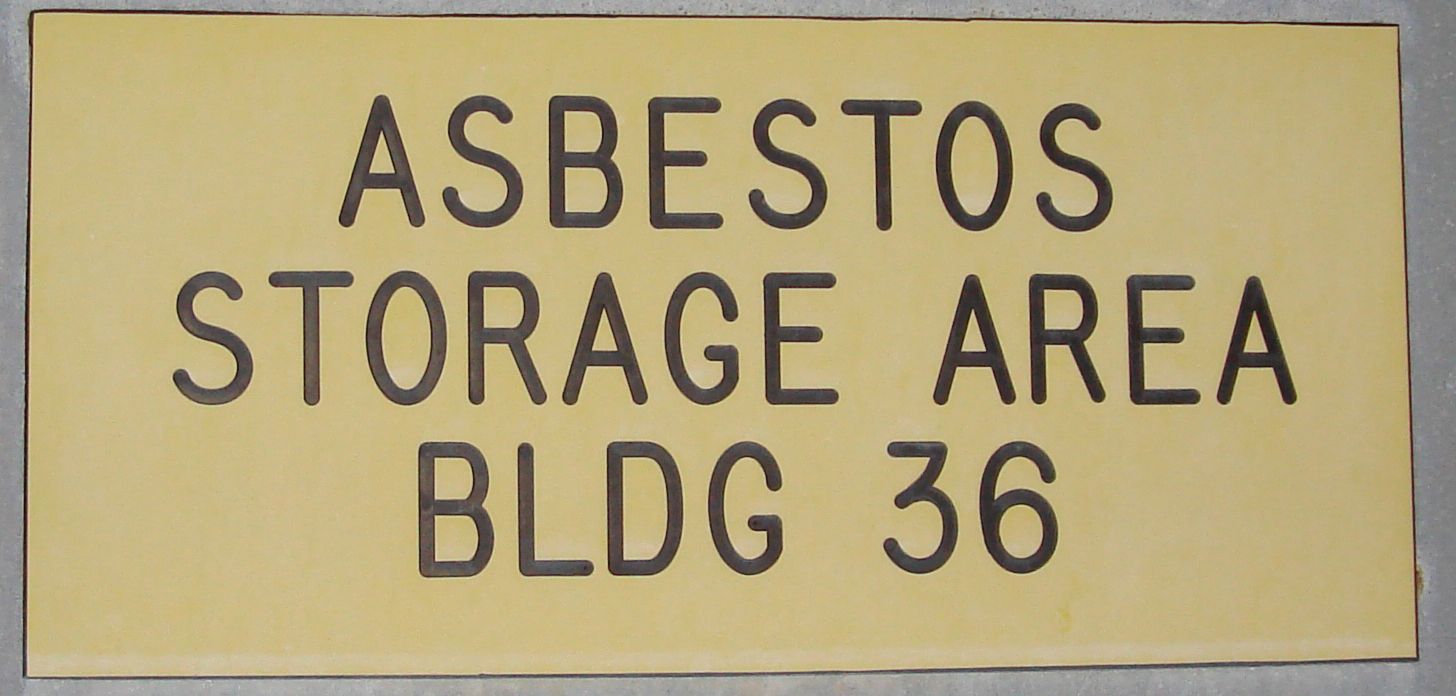 ASBESTOS
STORAGE AREA
BLDG 36